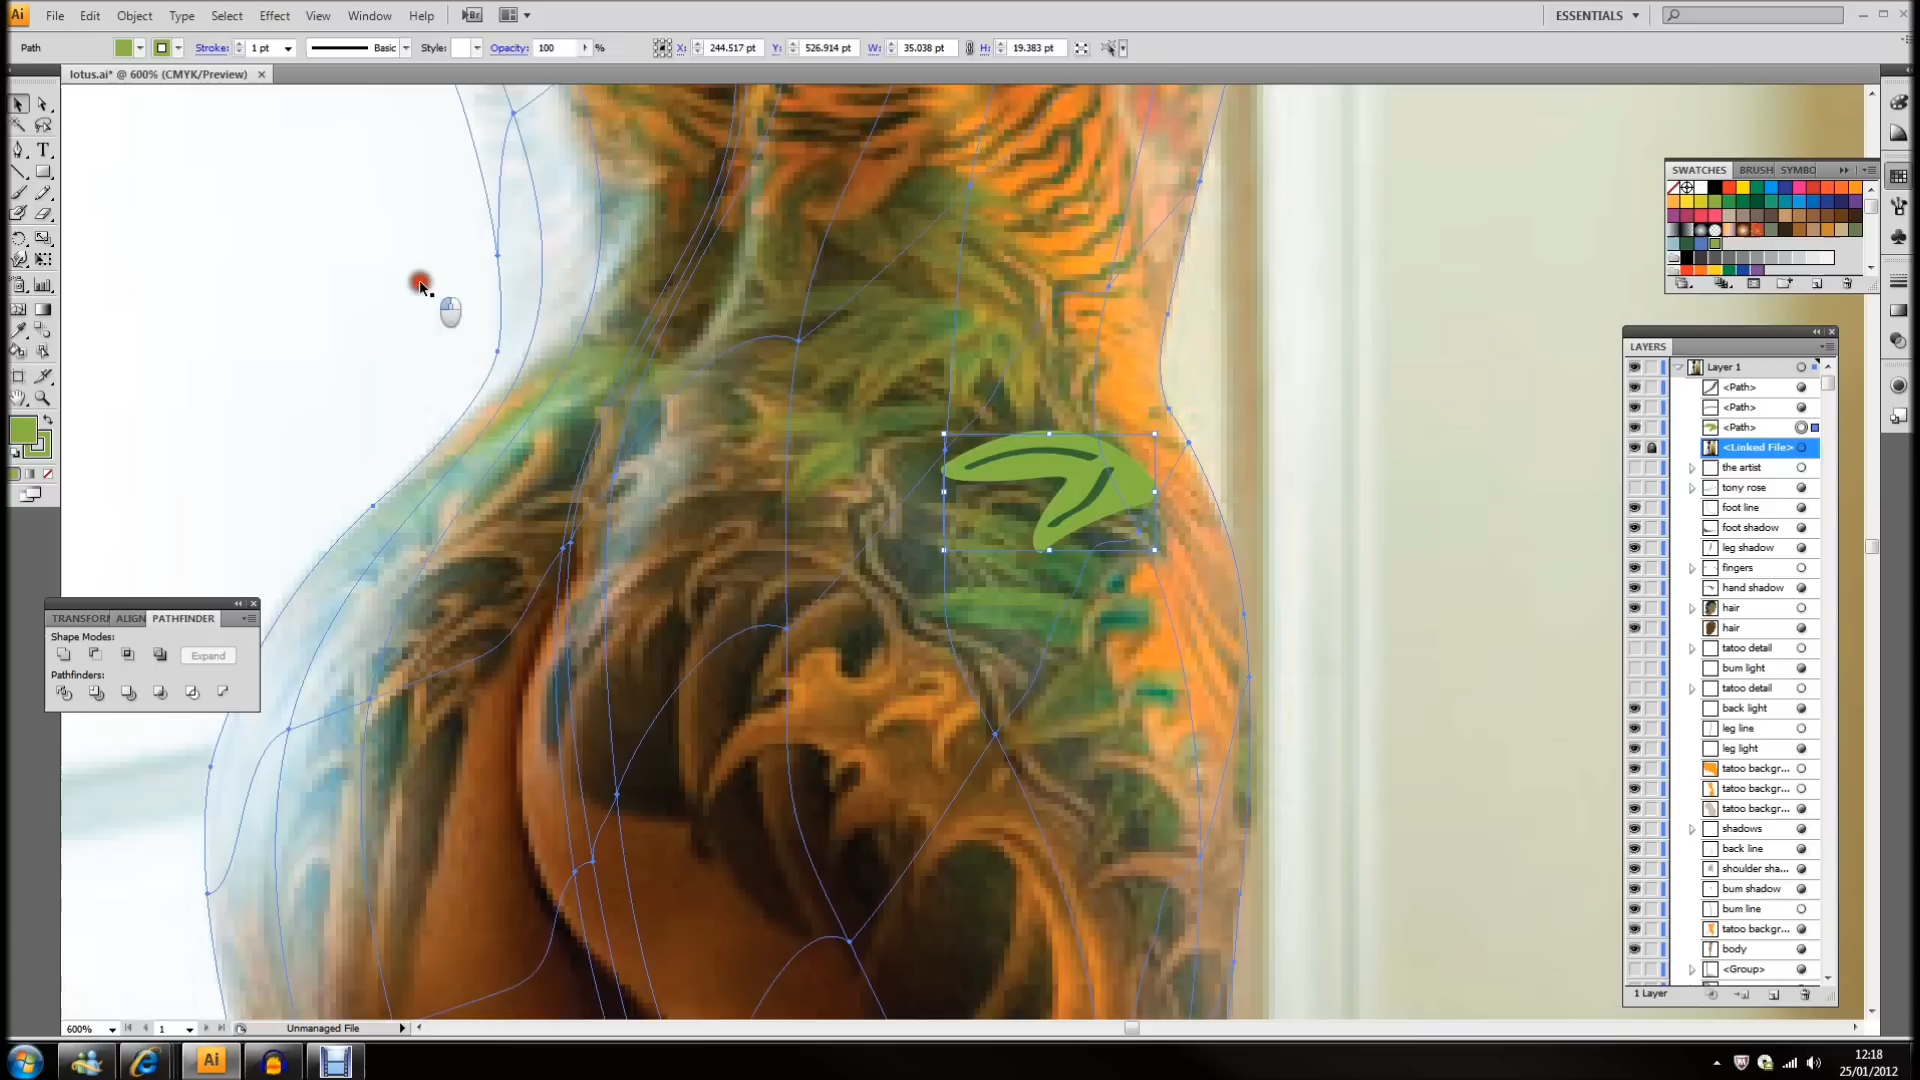 Ai File Edit Object Type Select Effect View Window Help Br ESSENTIALS
Path Stroke: 1 pt Basic Style: Opacity: 100 % X: 244.517 pt Y: 526.914 pt W: 35.038 pt H: 19.383 pt
lotus.ai* @ 600% (CMYK/Preview)
SWATCHES BRUSH SYMBO
LAYERS
Layer 1
<Path>
<Path>
<Path>
<Linked File>
the artist
tony rose
foot line
foot shadow
leg shadow
fingers
hand shadow
hair
hair
tatoo detail
bum light
tatoo detail
back light
leg line
leg light
tatoo backgr...
tatoo backgr...
tatoo backgr...
shadows
back line
shoulder sha...
bum shadow
bum line
tatoo backgr...
body
<Group>
1 Layer
TRANSFORM ALIGN PATHFINDER
Shape Modes:
Expand
Pathfinders:
600% 1 Unmanaged File
Ai
12:18
25/01/2012